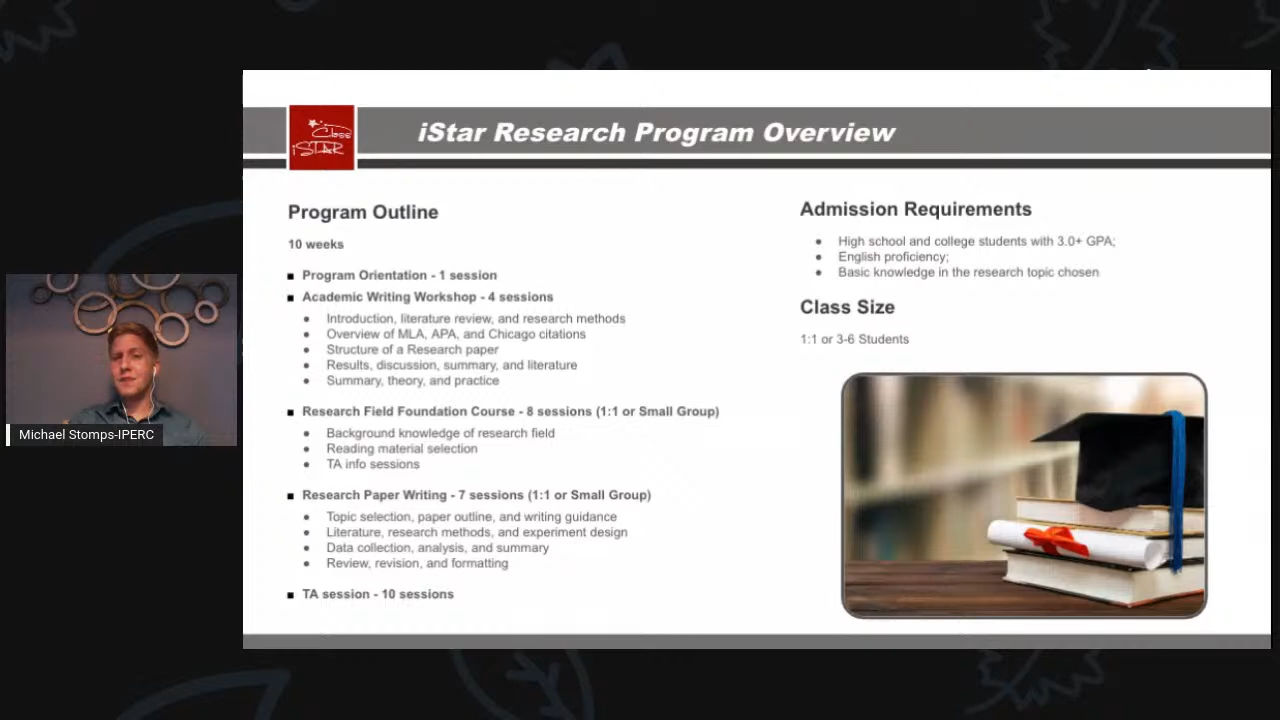 iStar Research Program Overview
Class
iSTAR
Program Outline
10 weeks
Program Orientation - 1 session
Academic Writing Workshop - 4 sessions
Introduction, literature review, and research methods
Overview of MLA, APA, and Chicago citations
Structure of a Research paper
Results, discussion, summary, and literature
Summary, theory, and practice
Research Field Foundation Course - 8 sessions (1:1 or Small Group)
Background knowledge of research field
Reading material selection
TA info sessions
Research Paper Writing - 7 sessions (1:1 or Small Group)
Topic selection, paper outline, and writing guidance
Literature, research methods, and experiment design
Data collection, analysis, and summary
Review, revision, and formatting
TA session - 10 sessions
Admission Requirements
High school and college students with 3.0+ GPA;
English proficiency;
Basic knowledge in the research topic chosen
Class Size
1:1 or 3-6 Students
Michael Stomps-IPERC